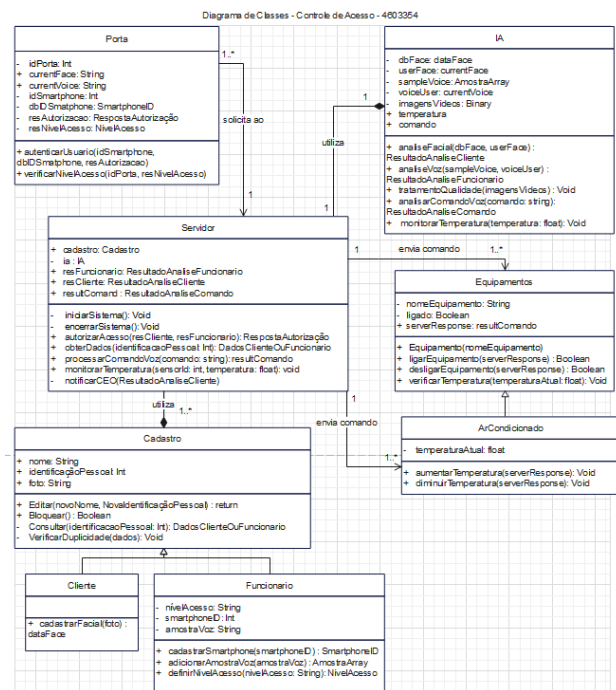 Diagrama de Classes - Controle de Acesso - 4603354
Porta
- idPorta: Int
+ currentFace: String
+ currentVoice: String
- idSmartphone: Int
- dbIDSmatphone: SmartphoneID
- resAutorizacao: RespostaAutorização
- resNivelAcesso: NivelAcesso
+ autenticarUsuario(idSmartphone,
dbIDSmatphone, resAutorizacao)
+ verificarNivelAcesso(idPorta, resNivelAcesso)
1..*
solicita ao
1
IA
- dbFace: dataFace
- userFace: currentFace
- sampleVoice: AmostraArray
- voiceUser: currentVoice
- imagensVideos: Binary
+ temperatura
+ comando
+ analiseFacial(dbFace, userFace) :
ResultadoAnaliseCliente
+ analiseVoz(sampleVoice, voiceUser) :
ResultadoAnaliseFuncionario
+ tratamentoQualidade(imagensVideos) : Void
+ analisarComandoVoz(comando: string):
ResultadoAnaliseComando
+ monitorarTemperatura(temperatura: float): Void
1
utiliza
1
Servidor
+ cadastro: Cadastro
- ia : IA
+ resFuncionario: ResultadoAnaliseFuncionario
+ resCliente: ResultadoAnaliseCliente
+ resultComand : ResultadoAnaliseComando
- iniciarSistema(): Void
- encerrarSistema():Void
+ autorizarAcesso(resCliente, resFuncionario) : RespostaAutorização
+ obterDados(identificacaoPessoal: Int): DadosClienteOuFuncionario
+ processarComandoVoz(comando: string):resultComando
+ monitorarTemperatura(sensorId: int, temperatura: float): void
- notificarCEO(ResultadoAnaliseCliente)
1
envia comando
1..*
Equipamentos
- nomeEquipamento: String
- ligado: Boolean
+ serverResponse: resultComando
+ Equipamento(nomeEquipamento)
+ ligarEquipamento(serverResponse) : Boolean
+ desligarEquipamento(serverResponse) : Boolean
+ verificarTemperatura(temperaturaAtual: float): Void
1
utiliza
1..*
1
envia comando
1..*
ArCondicionado
- temperaturaAtual: float
+ aumentarTemperatura(serverResponse): Void
+ diminuirTemperatura(serverResponse): Void
Cadastro
+ nome: String
+ identificaçãoPessoal: Int
+ foto: String
+ Editar(novoNome, NovaIdentificaçãoPessoal) : return
+ Bloquear() : Boolean
- Consultar(identificacaoPessoal: Int): DadosClienteOuFuncionario
- VerificarDuplicidade(dados): Void
Cliente
+ cadastrarFacial(foto) :
dataFace
Funcionario
- nívelAcesso: String
- smartphoneID: Int
- amostraVoz: String
+ cadastrarSmartphone(smartphoneID) : SmartphoneID
+ adicionarAmostraVoz(amostraVoz) : AmostraArray
+ definirNivelAcesso(nivelAcesso: String): NivelAcesso